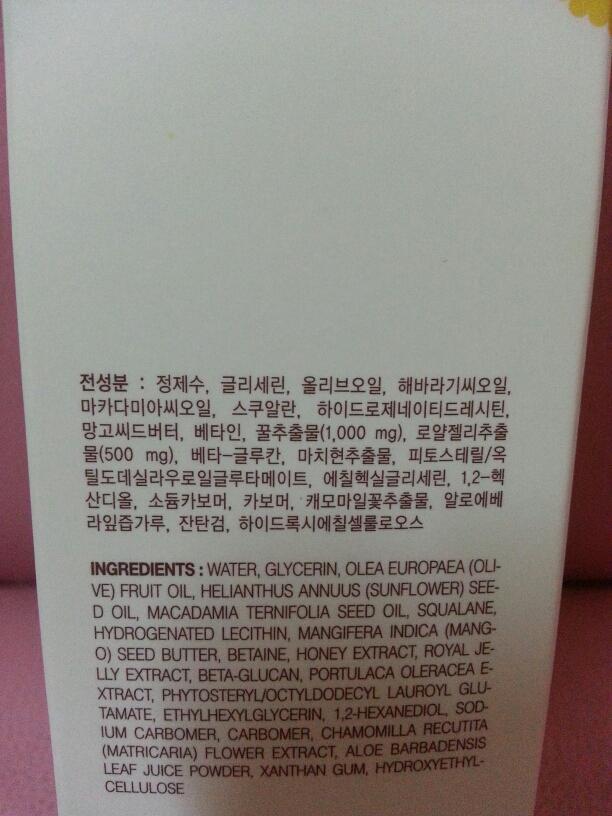 전성분 : 정제수, 글리세린, 올리브오일, 해바라기씨오일,
마카다미아씨오일, 스쿠알란, 하이드로제네이티드레시틴,
망고씨드버터, 베타인, 꿀추출물(1,000 mg), 로얄젤리추출
물(500 mg), 베타-글루칸, 마치현추출물, 피토스테릴/옥
틸도데실라우로일글루타메이트, 에칠헥실글리세린, 1,2-헥
산디올, 소듐카보머, 카보머, 캐모마일꽃추출물, 알로에베
라잎즙가루, 잔탄검, 하이드록시에칠셀룰로오스
INGREDIENTS : WATER, GLYCERIN, OLEA EUROPAEA (OLI-
VE) FRUIT OIL, HELIANTHUS ANNUUS (SUNFLOWER) SEE-
D OIL, MACADAMIA TERNIFOLIA SEED OIL, SQUALANE,
HYDROGENATED LECITHIN, MANGIFERA INDICA (MANG-
O) SEED BUTTER, BETAINE, HONEY EXTRACT, ROYAL JE-
LLY EXTRACT, BETA-GLUCAN, PORTULACA OLERACEA E-
XTRACT, PHYTOSTERYL/OCTYLDODECYL LAUROYL GLU-
TAMATE, ETHYLHEXYLGLYCERIN, 1,2-HEXANEDIOL, SOD-
IUM CARBOMER, CARBOMER, CHAMOMILLA RECUTITA
(MATRICARIA) FLOWER EXTRACT, ALOE BARBADENSIS
LEAF JUICE POWDER, XANTHAN GUM, HYDROXYETHYL-
CELLULOSE